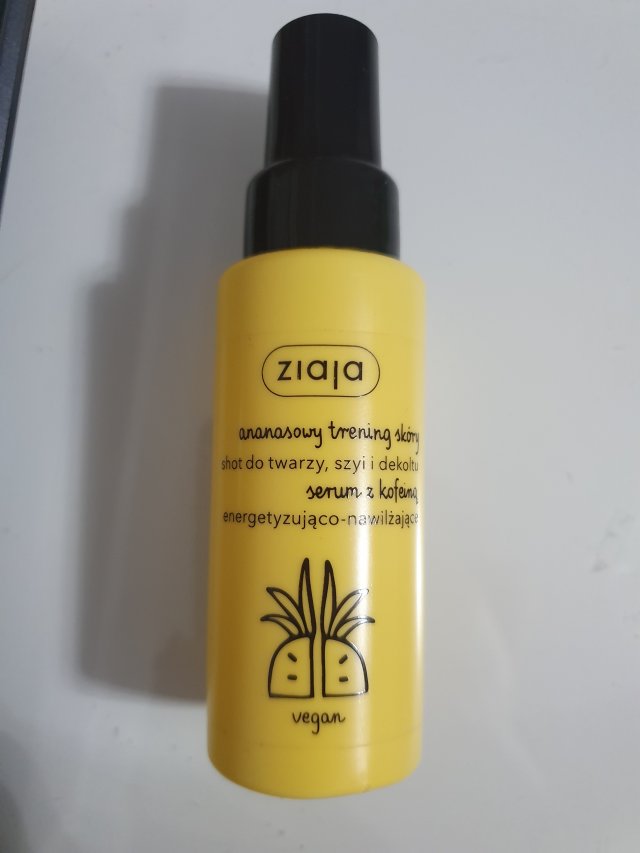 ziaja
ananasowy trening skóry
shot do twarzy, szyi i dekoltu
serum z kofeiną
energetyzująco-nawilżające
vegan